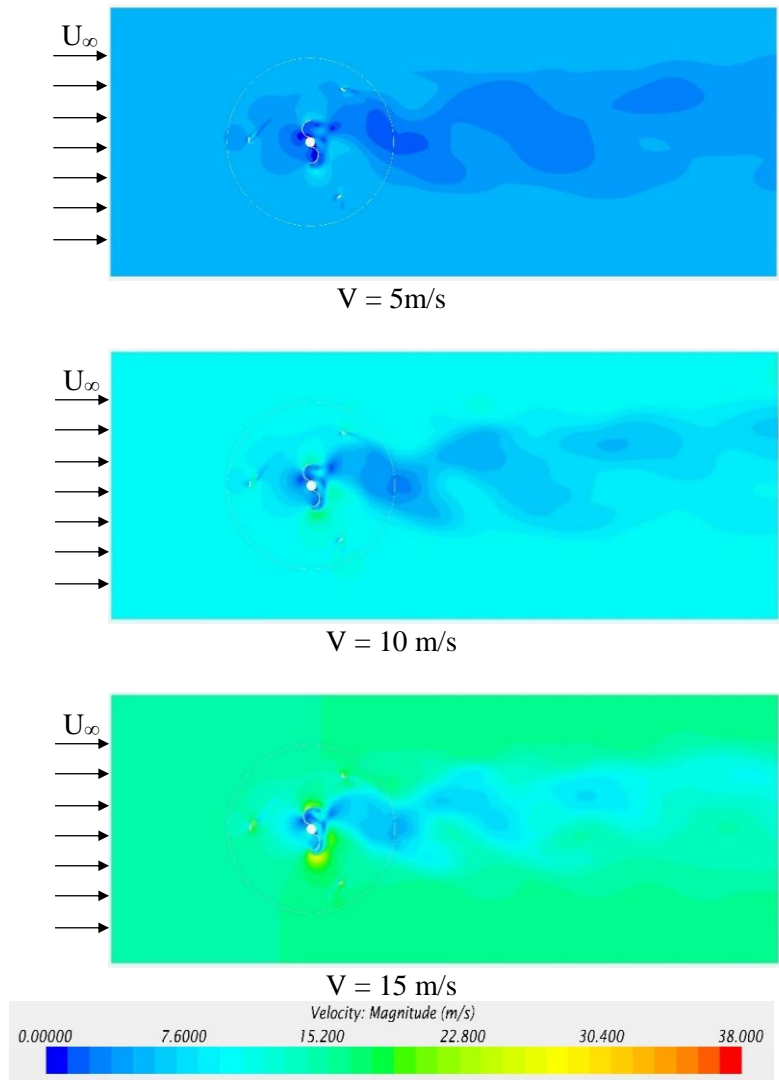 U∞
V = 5m/s
U∞
V = 10 m/s
U∞
V = 15 m/s
Velocity: Magnitude (m/s)
0.00000 7.6000 15.200 22.800 30.400 38.000